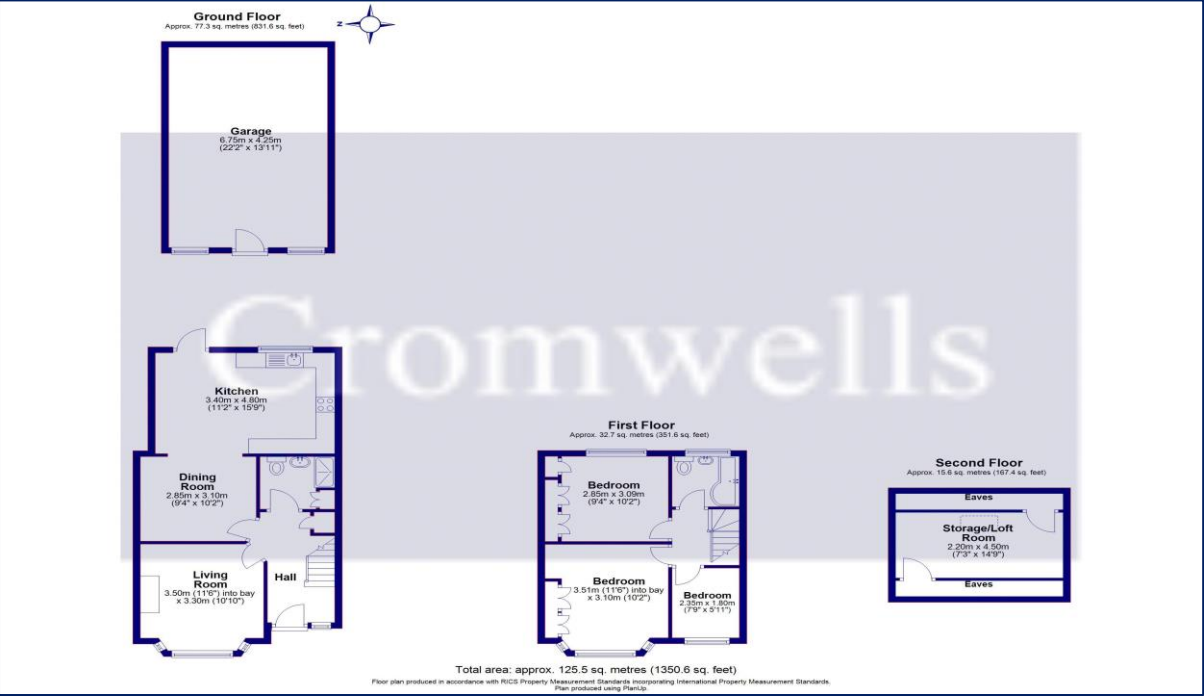 Ground Floor
Approx. 77.3 sq. metres (831.6 sq. feet)
Z
Garage
6.75m x 4.25m
(22'2" x 13'11")
Cromwells
Kitchen
3.40m x 4.80m
(11'2" x 15'9")
Dining
Room
2.85m x 3.10m
(9'4" x 10'2")
Living
Room
3.50m (11'6") into bay
x 3.30m (10'10")
Hall
First Floor
Approx. 32.7 sq. metres (351.6 sq. feet)
Bedroom
2.85m x 3.09m
(9'4" x 10'2")
Bedroom
3.51m (11'6") into bay
x 3.10m (10'2")
Bedroom
2.35m x 1.80m
(7'9" x 5'11")
Second Floor
Approx. 15.6 sq. metres (167.4 sq. feet)
Eaves
Storage/Loft
Room
2.20m x 4.50m
(7'3" x 14'9")
Eaves
Total area: approx. 125.5 sq. metres (1350.6 sq. feet)
Floor plan produced in accordance with RICS Property Measurement Standards incorporating International Property Measurement Standards.
Plan produced using PlanUp.